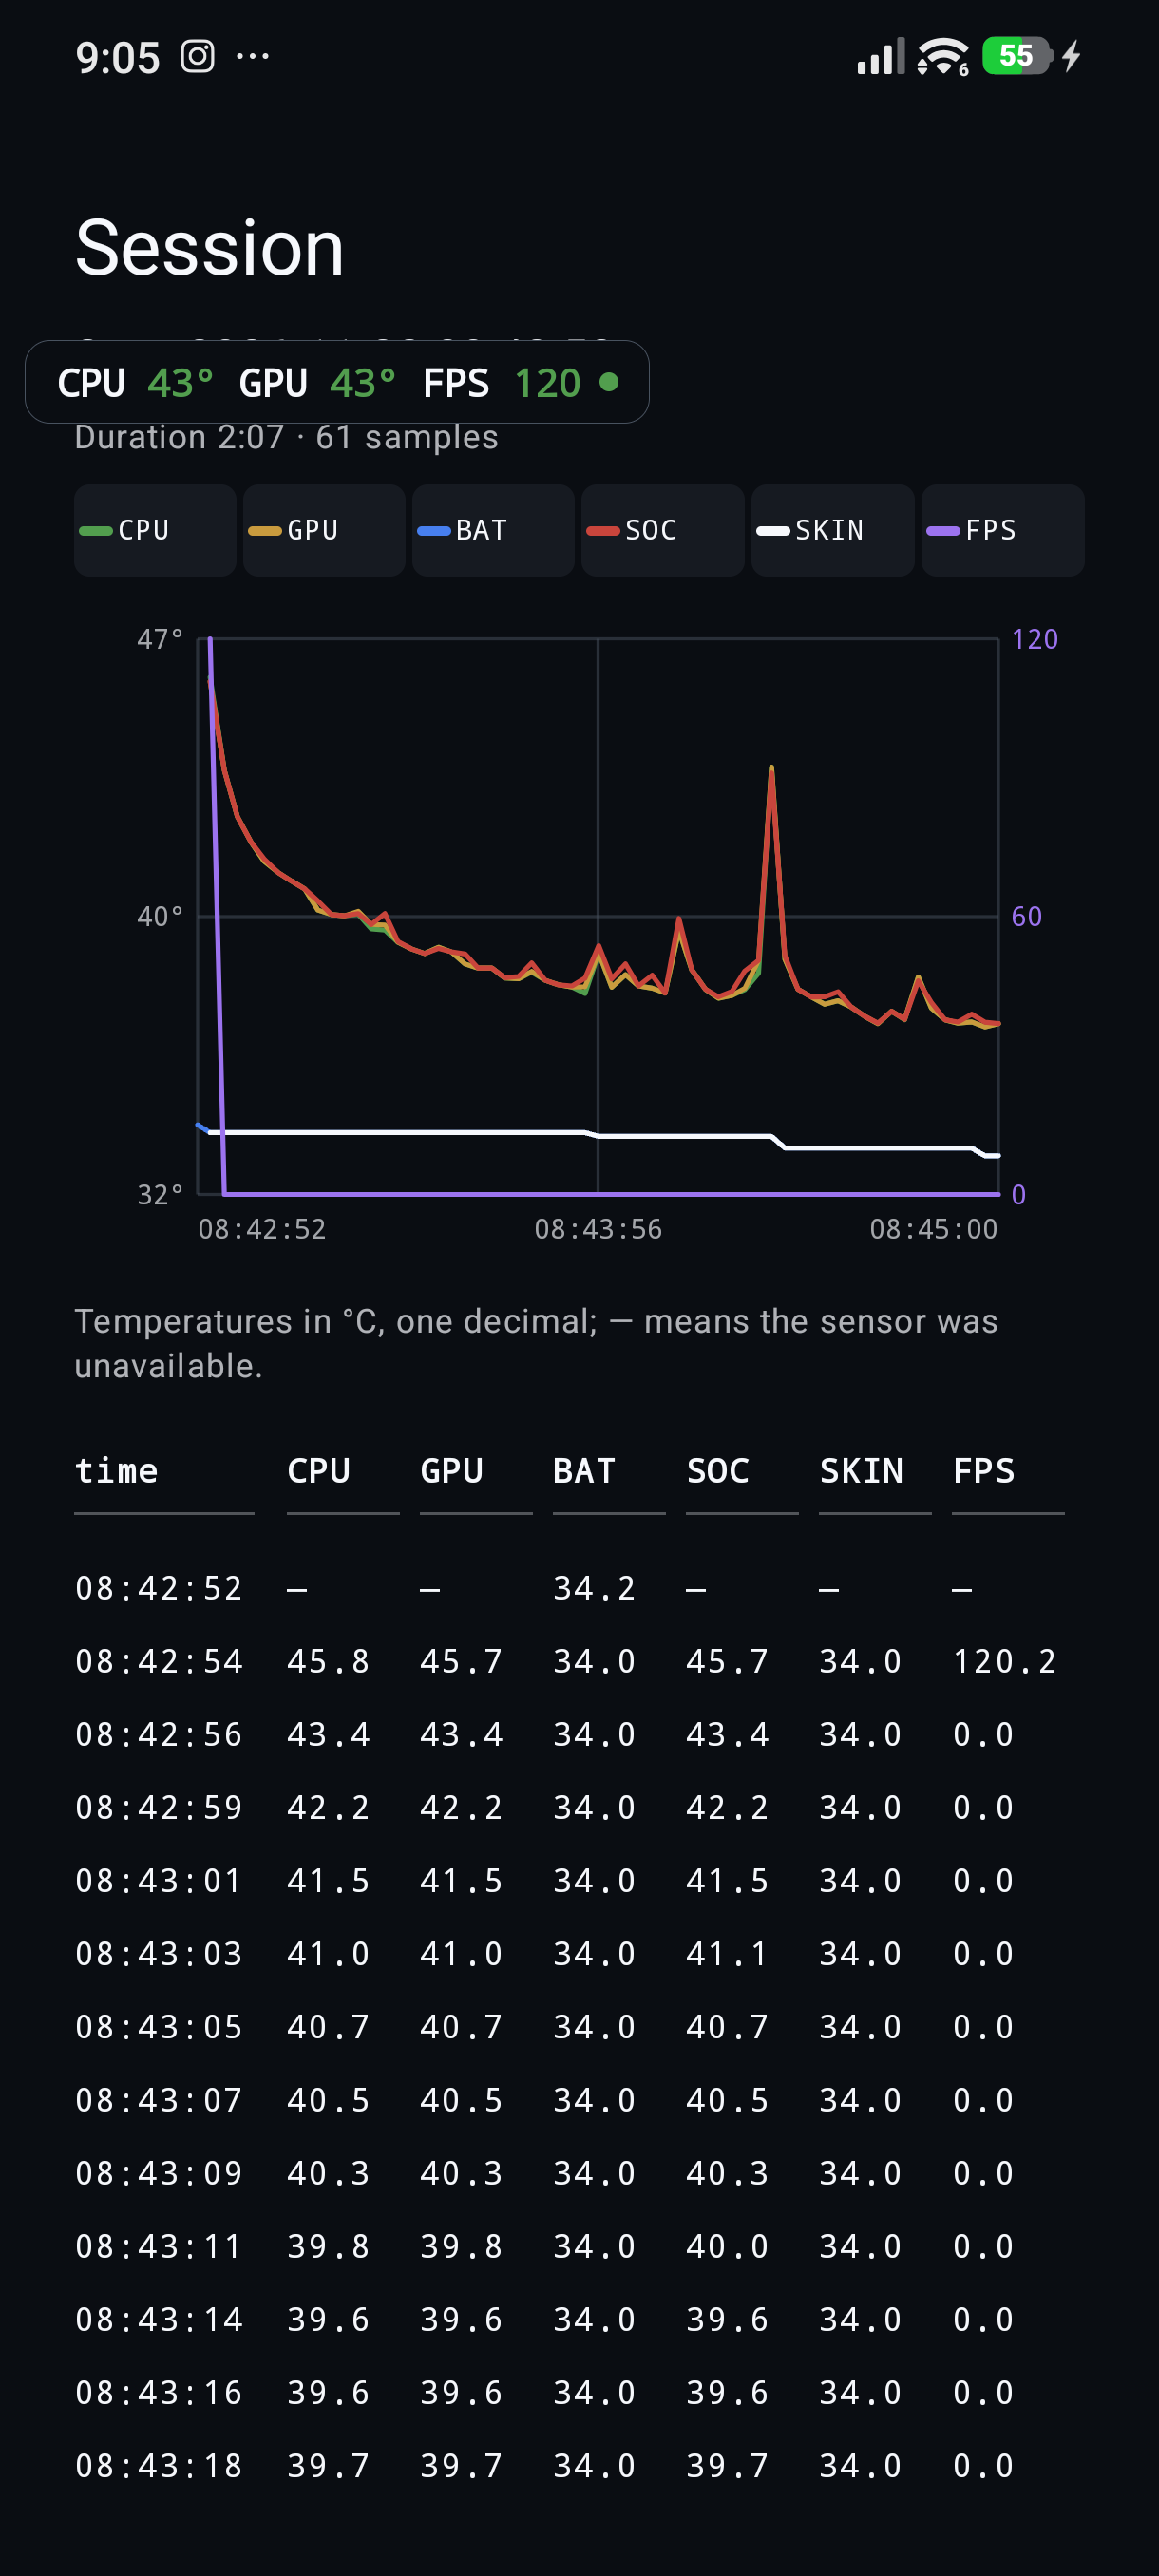 9:05 ... 6 55
Session
CPU 43° GPU 43° FPS 120
Duration 2:07 · 61 samples
CPU GPU BAT SOC SKIN FPS
47° 120
40° 60
32° 0
08:42:52 08:43:56 08:45:00
Temperatures in °C, one decimal; — means the sensor was
unavailable.
time CPU GPU BAT SOC SKIN FPS
08:42:52 — — 34.2 — — —
08:42:54 45.8 45.7 34.0 45.7 34.0 120.2
08:42:56 43.4 43.4 34.0 43.4 34.0 0.0
08:42:59 42.2 42.2 34.0 42.2 34.0 0.0
08:43:01 41.5 41.5 34.0 41.5 34.0 0.0
08:43:03 41.0 41.0 34.0 41.1 34.0 0.0
08:43:05 40.7 40.7 34.0 40.7 34.0 0.0
08:43:07 40.5 40.5 34.0 40.5 34.0 0.0
08:43:09 40.3 40.3 34.0 40.3 34.0 0.0
08:43:11 39.8 39.8 34.0 40.0 34.0 0.0
08:43:14 39.6 39.6 34.0 39.6 34.0 0.0
08:43:16 39.6 39.6 34.0 39.6 34.0 0.0
08:43:18 39.7 39.7 34.0 39.7 34.0 0.0